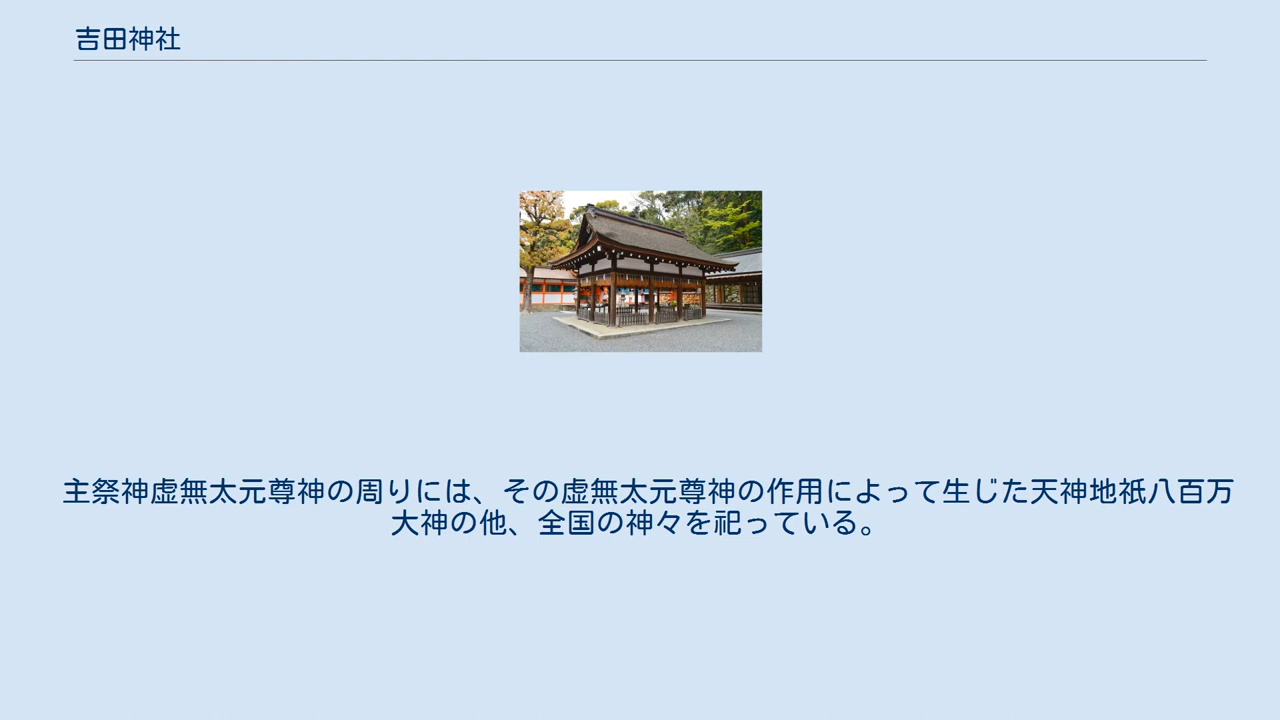 吉田神社
主祭神虚無太元尊神の周りには、その虚無太元尊神の作用によって生じた天神地祇八百万
大神の他、全国の神々を祀っている。